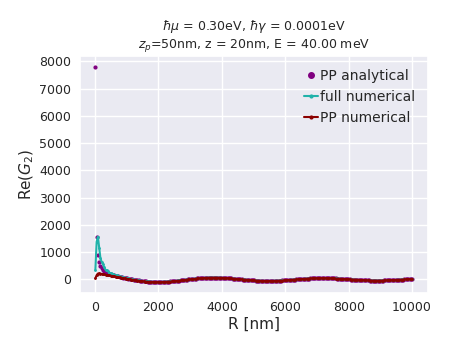 ℏμ = 0.30eV, ℏγ = 0.0001eV
z_p=50nm, z = 20nm, E = 40.00 meV
8000
7000
6000
5000
4000
3000
2000
1000
0
Re(G_2)
PP analytical
full numerical
PP numerical
0 2000 4000 6000 8000 10000
R [nm]